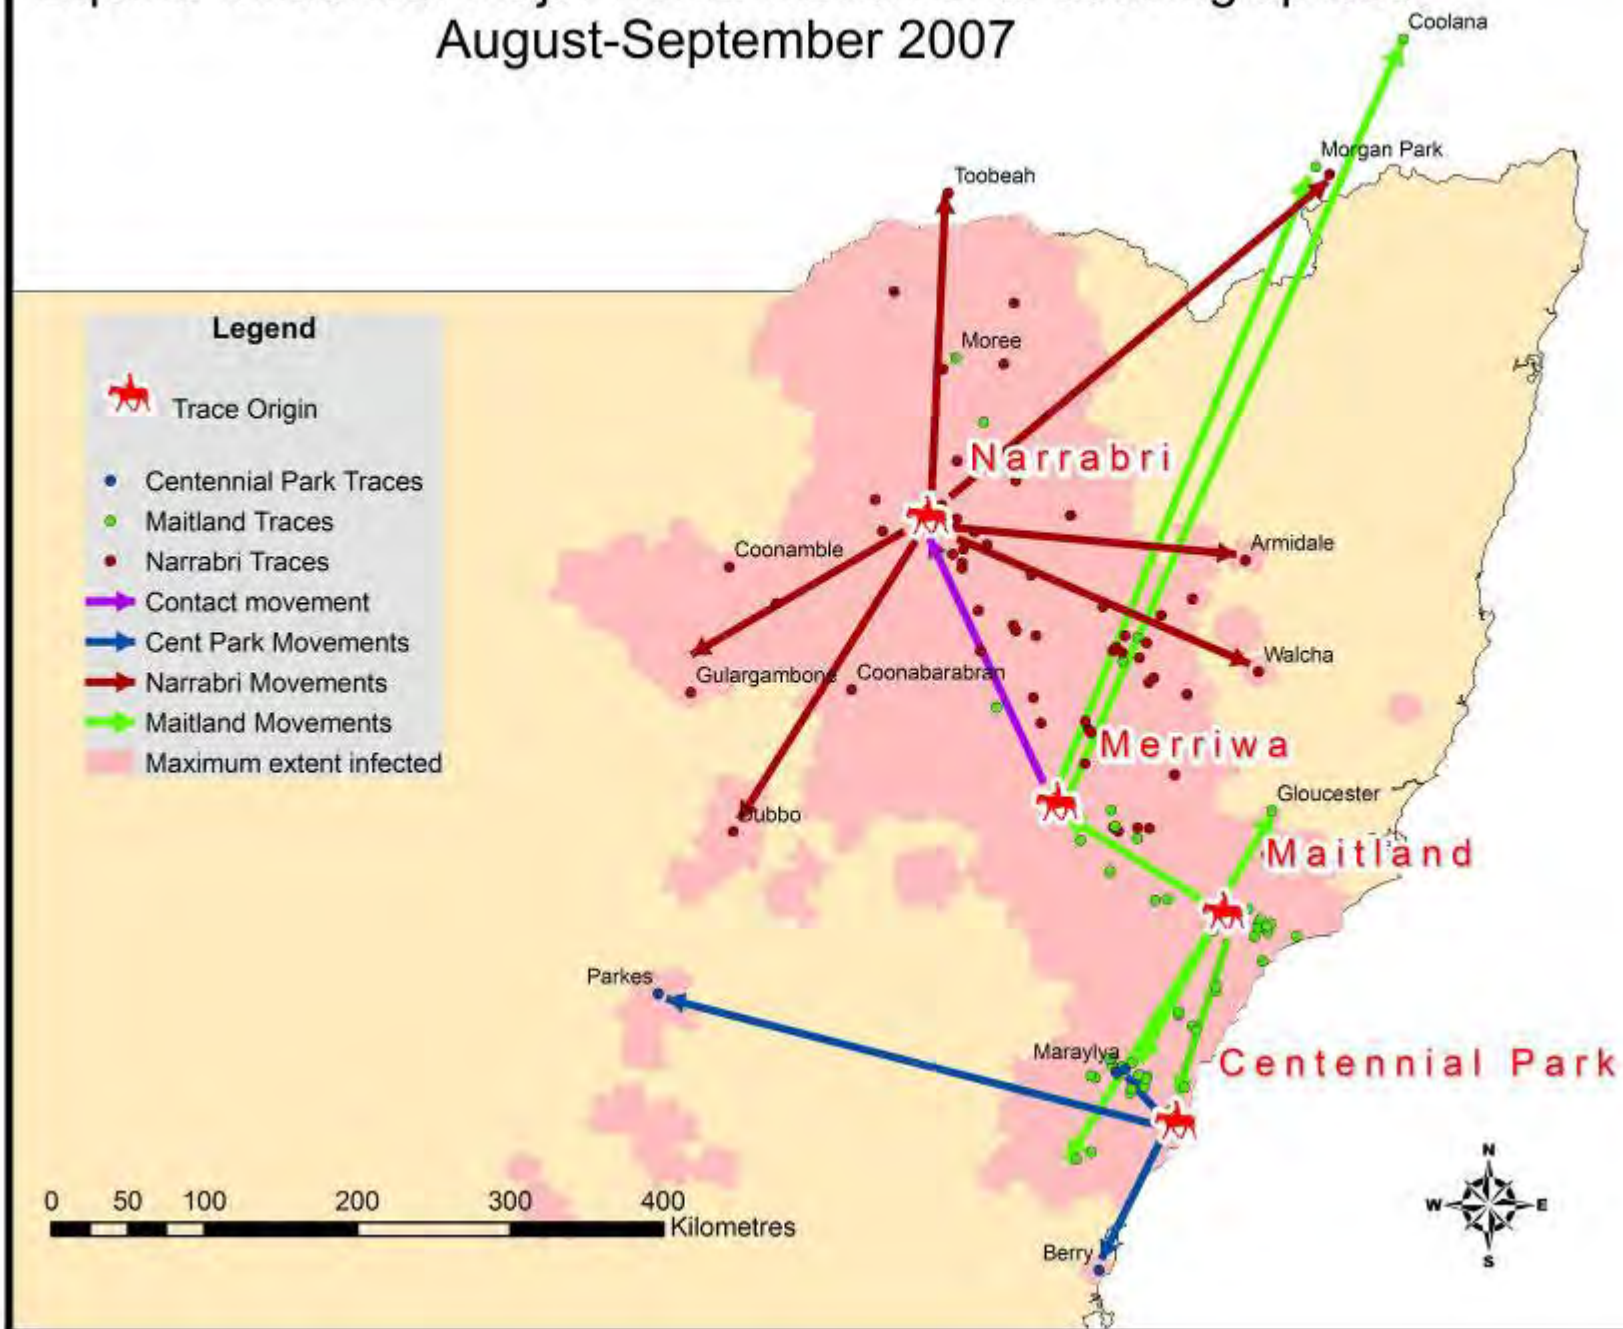 August-September 2007
Coolana
Morgan Park
Toobeah
Moree
Narrabri
Legend
Trace Origin
Centennial Park Traces
Maitland Traces
Narrabri Traces
Contact movement
Cent Park Movements
Narrabri Movements
Maitland Movements
Maximum extent infected
Coonamble
Armidale
Walcha
Gulargambone
Coonabarabran
Merriwa
Gloucester
Dubbo
Maitland
Parkes
Maraylya
Centennial Park
0 50 100 200 300 400
Kilometres
Berry
N
W E
S